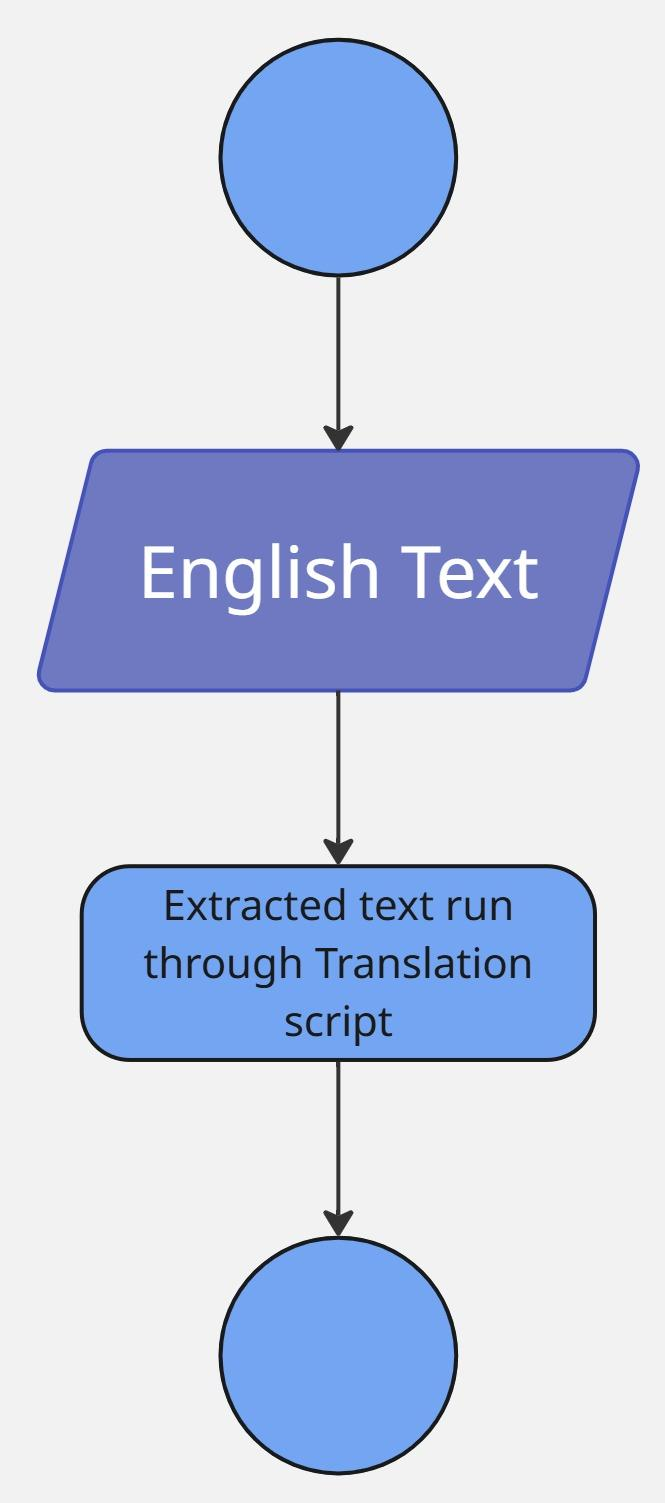 English Text
Extracted text run
through Translation
script